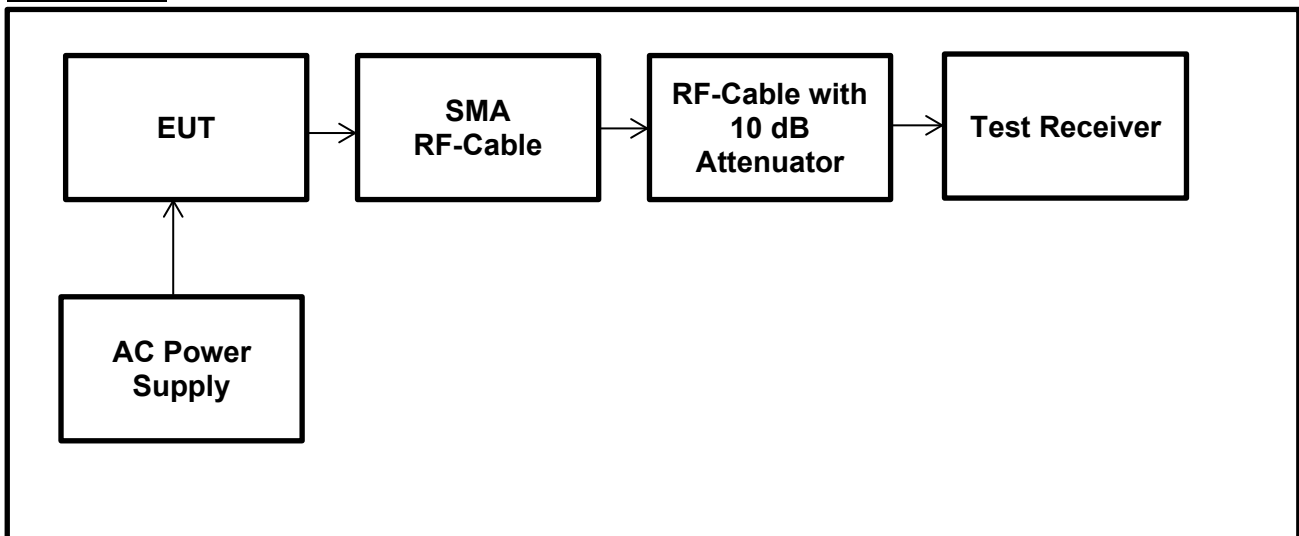 EUT
SMA
RF-Cable
RF-Cable with
10 dB
Attenuator
Test Receiver
AC Power
Supply